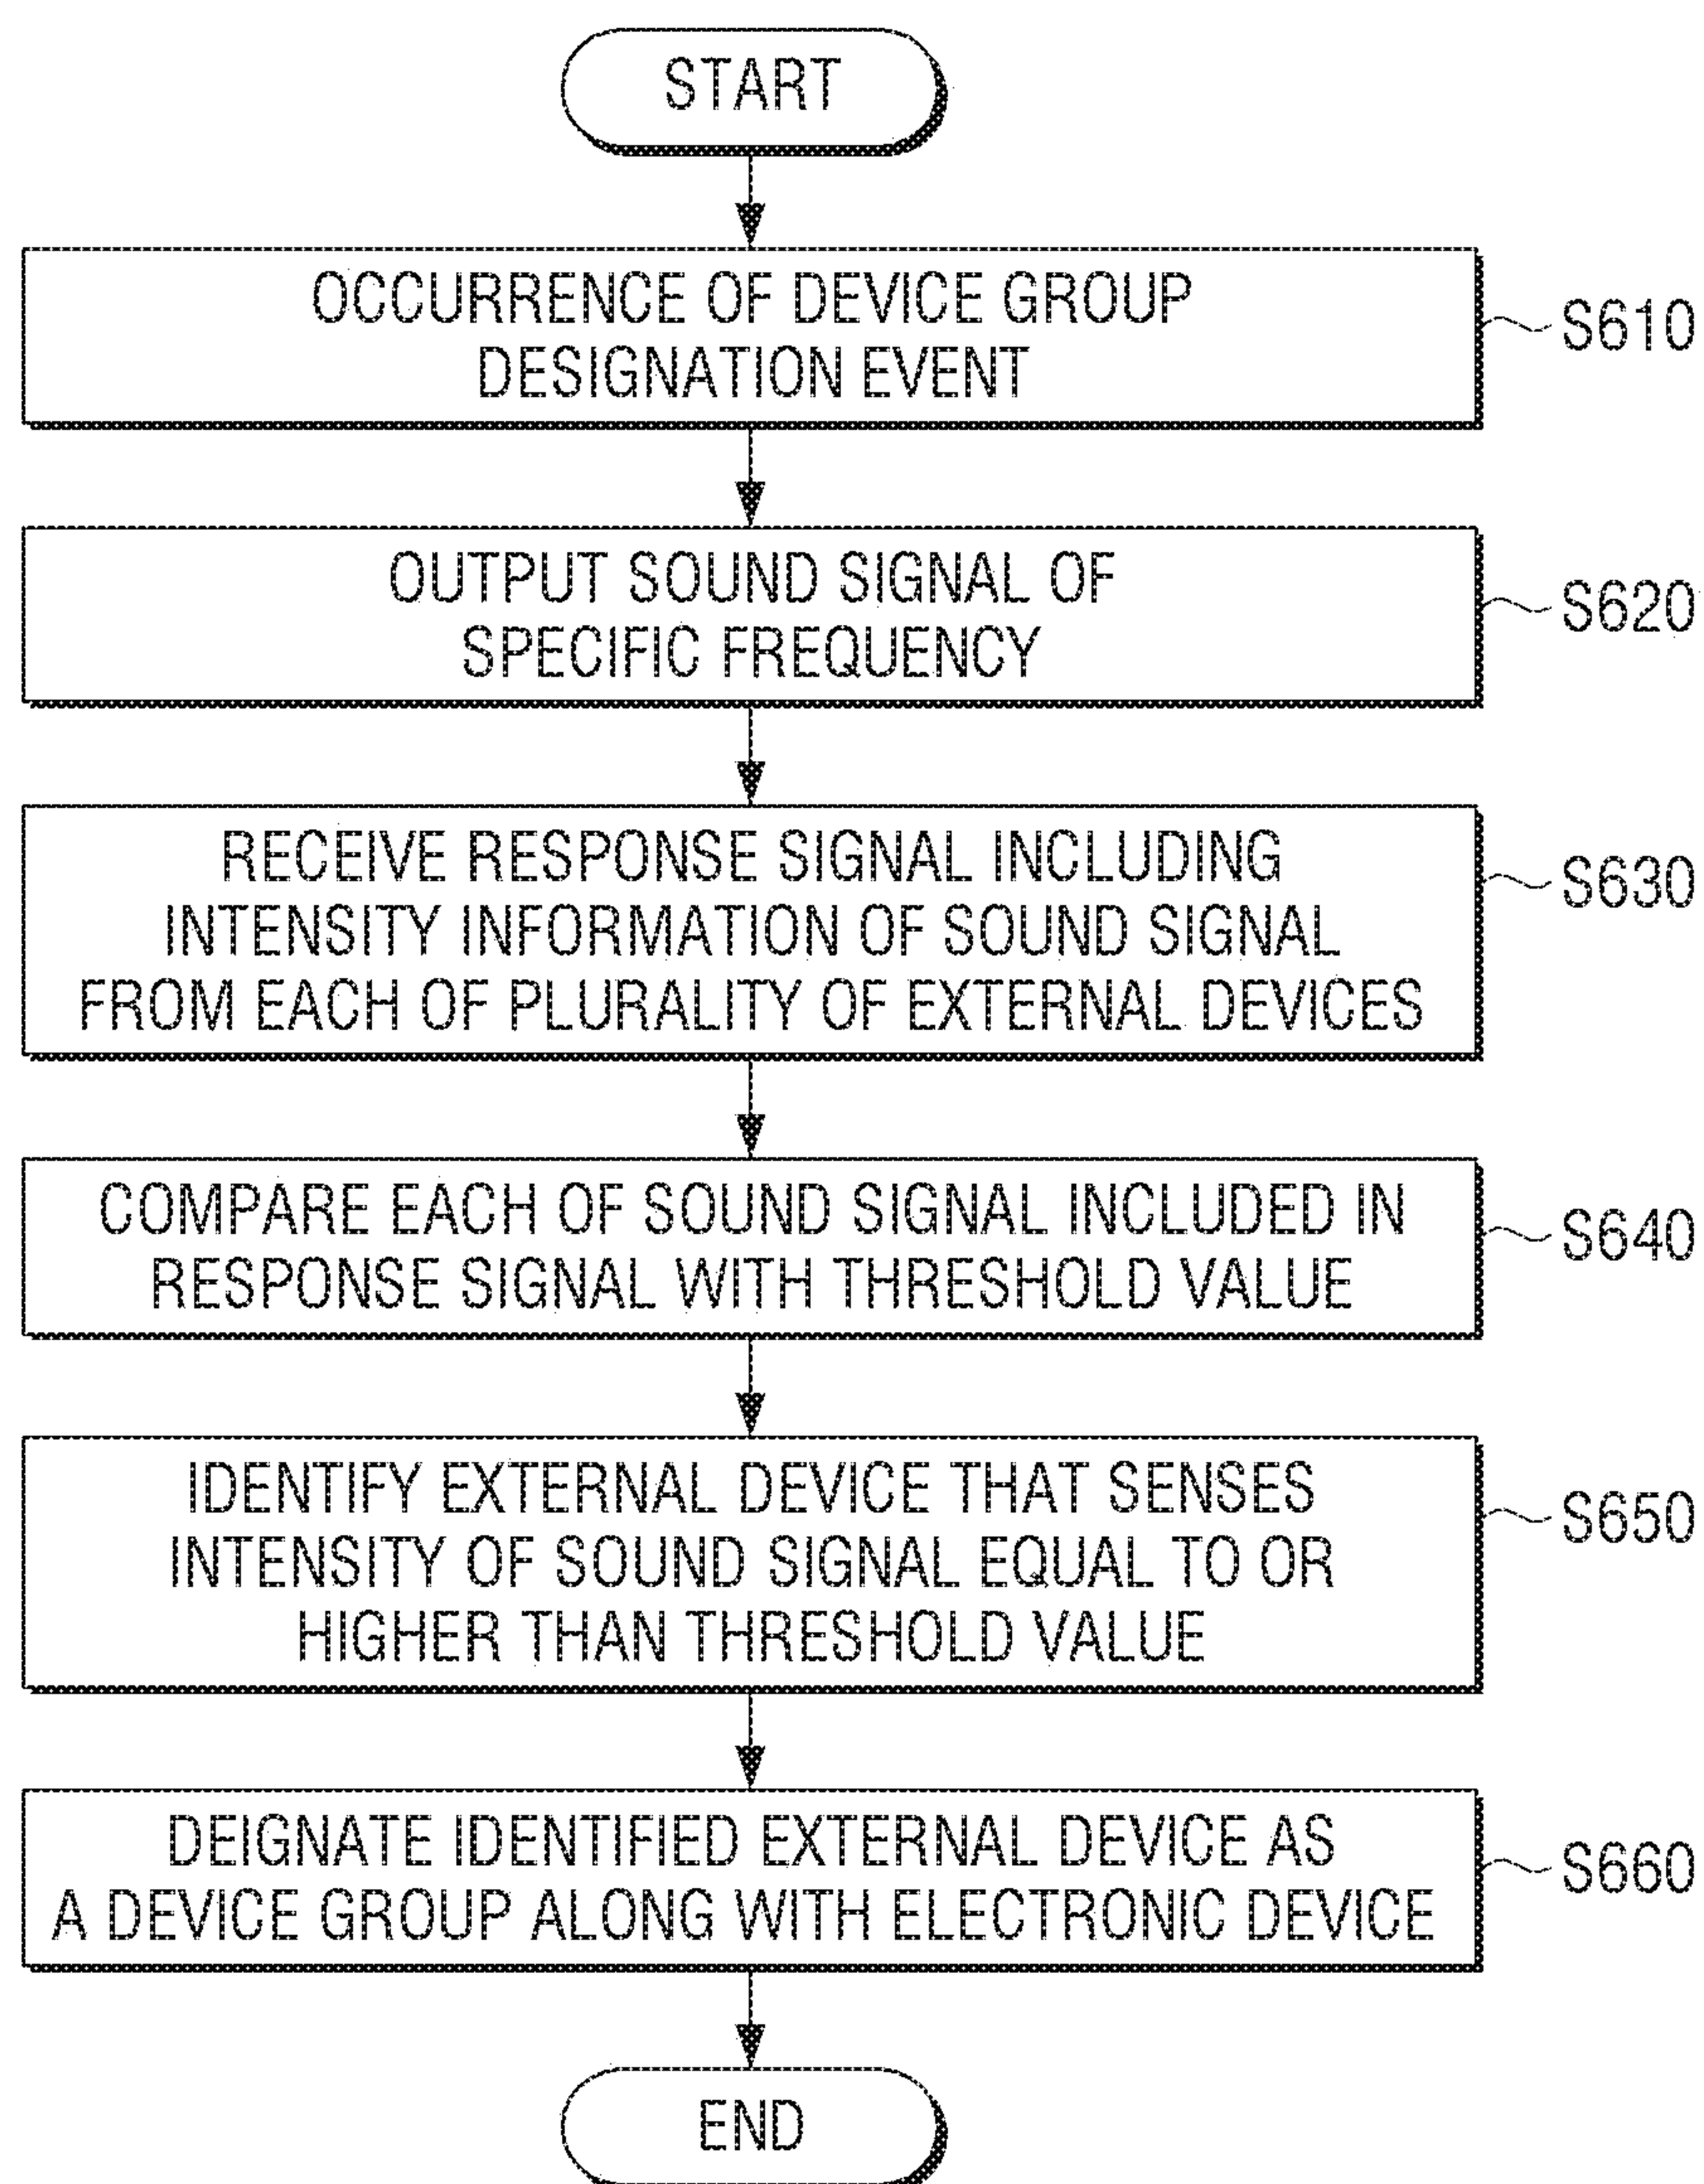 START
OCCURRENCE OF DEVICE GROUP
DESIGNATION EVENT
S610
OUTPUT SOUND SIGNAL OF
SPECIFIC FREQUENCY
S620
RECEIVE RESPONSE SIGNAL INCLUDING
INTENSITY INFORMATION OF SOUND SIGNAL
FROM EACH OF PLURALITY OF EXTERNAL DEVICES
S630
COMPARE EACH OF SOUND SIGNAL INCLUDED IN
RESPONSE SIGNAL WITH THRESHOLD VALUE
S640
IDENTIFY EXTERNAL DEVICE THAT SENSES
INTENSITY OF SOUND SIGNAL EQUAL TO OR
HIGHER THAN THRESHOLD VALUE
S650
DEIGNATE IDENTIFIED EXTERNAL DEVICE AS
A DEVICE GROUP ALONG WITH ELECTRONIC DEVICE
S660
END